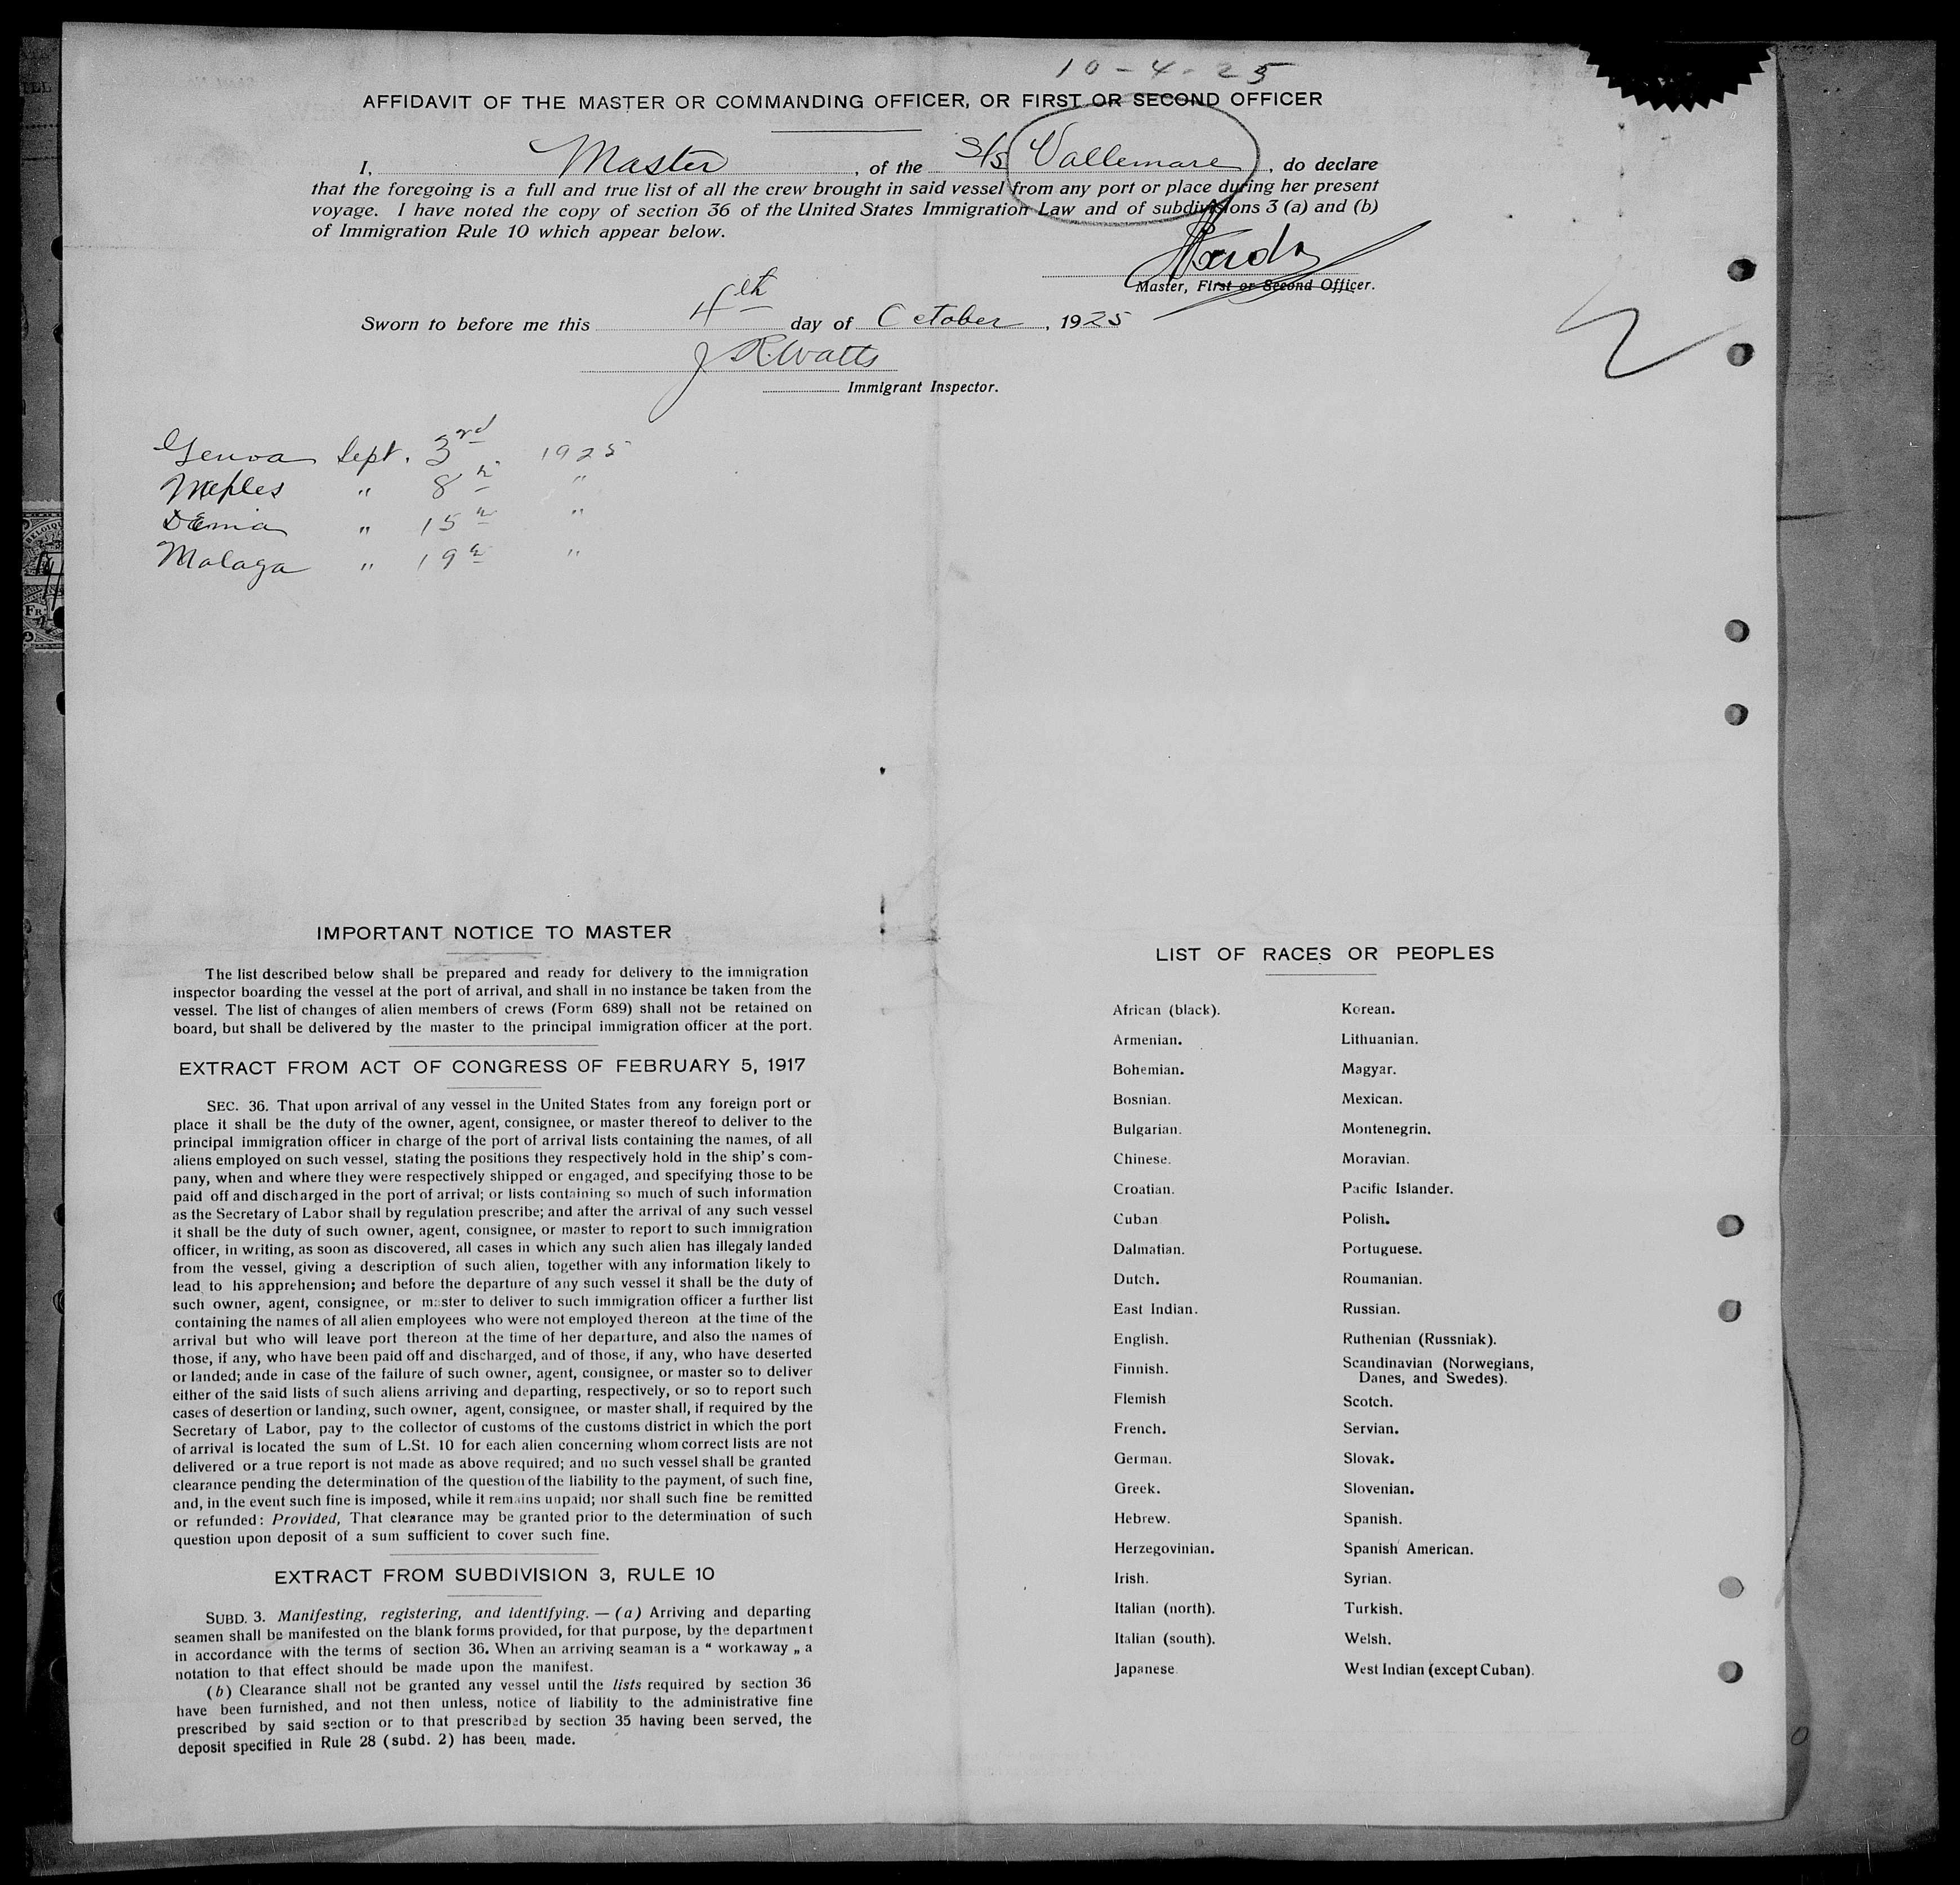 10-4-25
AFFIDAVIT OF THE MASTER OR COMMANDING OFFICER, OR FIRST OR SECOND OFFICER
I, Master, of the S/S Vallemare, do declare
that the foregoing is a full and true list of all the crew brought in said vessel from any port or place during her present
voyage. I have noted the copy of section 36 of the United States Immigration Law and of subdivisions 3 (a) and (b)
of Immigration Rule 10 which appear below.
Master, First or Second Officer.
Sworn to before me this 4th day of October, 1925
J R. Watts
Immigrant Inspector.
Genoa Sept. 3rd 1925
Naples " 8th "
Denia " 15th "
Malaga " 19th "
IMPORTANT NOTICE TO MASTER
The list described below shall be prepared and ready for delivery to the immigration
inspector boarding the vessel at the port of arrival, and shall in no instance be taken from the
vessel. The list of changes of alien members of crews (Form 689) shall not be retained on
board, but shall be delivered by the master to the principal immigration officer at the port.
EXTRACT FROM ACT OF CONGRESS OF FEBRUARY 5, 1917
SEC. 36. That upon arrival of any vessel in the United States from any foreign port or
place it shall be the duty of the owner, agent, consignee, or master thereof to deliver to the
principal immigration officer in charge of the port of arrival lists containing the names, of all
aliens employed on such vessel, stating the positions they respectively hold in the ship's com-
pany, when and where they were respectively shipped or engaged, and specifying those to be
paid off and discharged in the port of arrival; or lists containing so much of such information
as the Secretary of Labor shall by regulation prescribe; and after the arrival of any such vessel
it shall be the duty of such owner, agent, consignee, or master to report to such immigration
officer, in writing, as soon as discovered, all cases in which any such alien has illegaly landed
from the vessel, giving a description of such alien, together with any information likely to
lead to his apprehension; and before the departure of any such vessel it shall be the duty of
such owner, agent, consignee, or master to deliver to such immigration officer a further list
containing the names of all alien employees who were not employed thereon at the time of the
arrival but who will leave port thereon at the time of her departure, and also the names of
those, if any, who have been paid off and discharged, and of those, if any, who have deserted
or landed; ande in case of the failure of such owner, agent, consignee, or master so to deliver
either of the said lists of such aliens arriving and departing, respectively, or so to report such
cases of desertion or landing, such owner, agent, consignee, or master shall, if required by the
Secretary of Labor, pay to the collector of customs of the customs district in which the port
of arrival is located the sum of L.St. 10 for each alien concerning whom correct lists are not
delivered or a true report is not made as above required; and no such vessel shall be granted
clearance pending the determination of the question of the liability to the payment, of such fine,
and, in the event such fine is imposed, while it remains unpaid; nor shall such fine be remitted
or refunded: Provided, That clearance may be granted prior to the determination of such
question upon deposit of a sum sufficient to cover such fine.
EXTRACT FROM SUBDIVISION 3, RULE 10
SUBD. 3. Manifesting, registering, and identifying. — (a) Arriving and departing
seamen shall be manifested on the blank forms provided, for that purpose, by the department
in accordance with the terms of section 36. When an arriving seaman is a “ workaway „ a
notation to that effect should be made upon the manifest.
(b) Clearance shall not be granted any vessel until the lists required by section 36
have been furnished, and not then unless, notice of liability to the administrative fine
prescribed by said section or to that prescribed by section 35 having been served, the
deposit specified in Rule 28 (subd. 2) has been made.
LIST OF RACES OR PEOPLES
African (black).
Armenian.
Bohemian.
Bosnian.
Bulgarian.
Chinese.
Croatian.
Cuban
Dalmatian.
Dutch.
East Indian.
English.
Finnish.
Flemish
French.
German.
Greek.
Hebrew.
Herzegovinian.
Irish.
Italian (north).
Italian (south).
Japanese.
Korean.
Lithuanian.
Magyar.
Mexican.
Montenegrin.
Moravian.
Pacific Islander.
Polish.
Portuguese.
Roumanian.
Russian.
Ruthenian (Russniak).
Scandinavian (Norwegians,
Danes, and Swedes).
Scotch.
Servian.
Slovak.
Slovenian.
Spanish.
Spanish American.
Syrian.
Turkish.
Welsh.
West Indian (except Cuban).